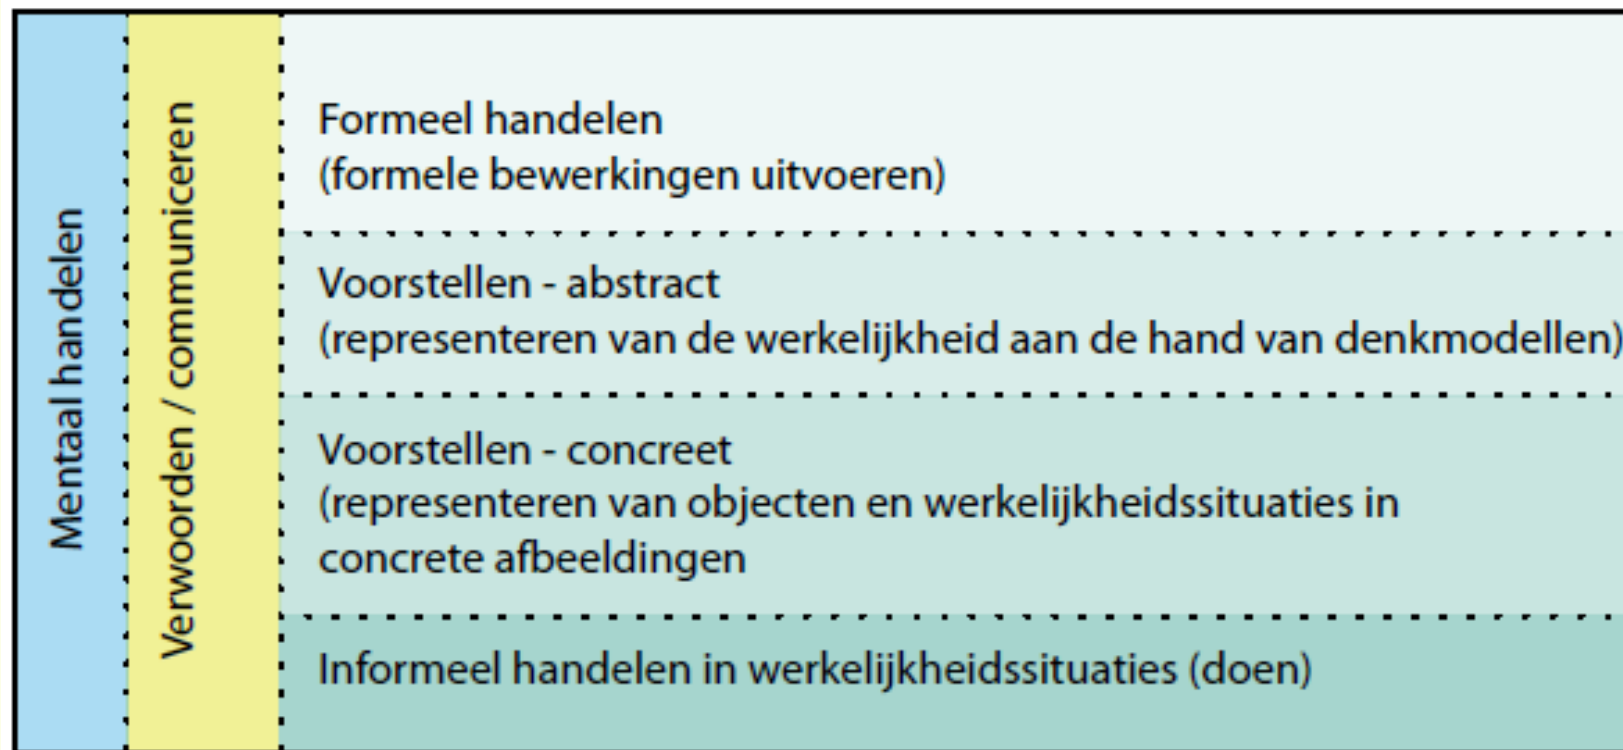 Mentaal handelen
Verwoorden / communiceren
Formeel handelen
(formele bewerkingen uitvoeren)
Voorstellen - abstract
(representeren van de werkelijkheid aan de hand van denkmodellen)
Voorstellen - concreet
(representeren van objecten en werkelijkheidssituaties in
concrete afbeeldingen
Informeel handelen in werkelijkheidssituaties (doen)